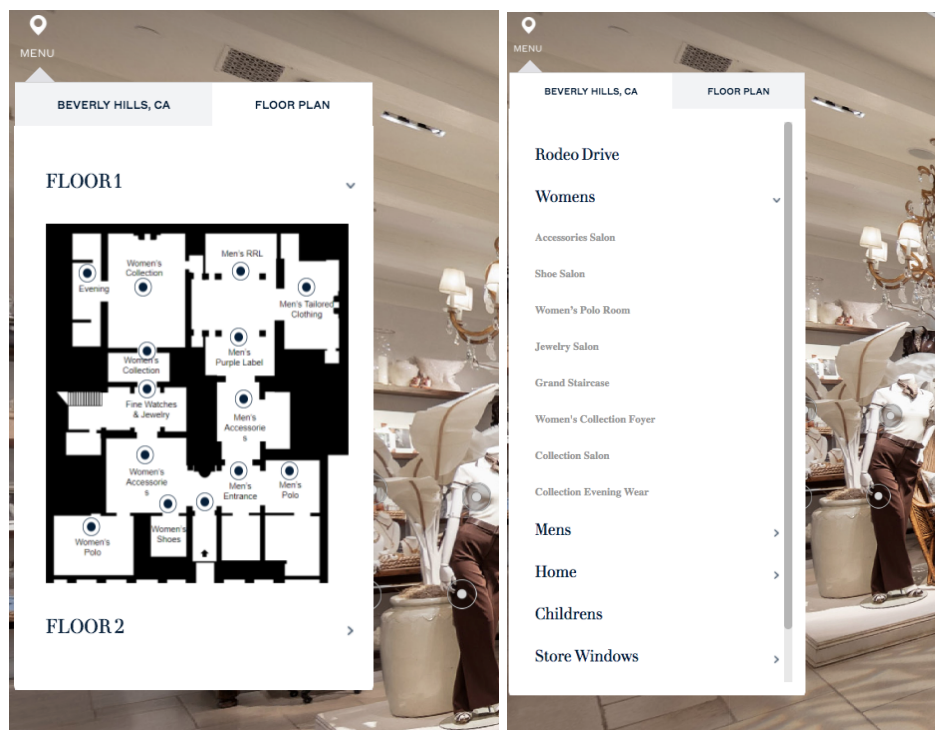 MENU
BEVERLY HILLS, CA
FLOOR PLAN
FLOOR 1
Evening
Women's
Collection
Men's RRL
Men's Tailored
Clothing
Women's
Collection
Men's
Purple Label
Fine Watches
& Jewelry
Men's
Accessorie
s
Women's
Accessorie
s
Men's
Entrance
Men's
Polo
Women's
Polo
Women's
Shoes
FLOOR 2
MENU
BEVERLY HILLS, CA
FLOOR PLAN
Rodeo Drive
Womens
Accessories Salon
Shoe Salon
Women's Polo Room
Jewelry Salon
Grand Staircase
Women's Collection Foyer
Collection Salon
Collection Evening Wear
Mens
Home
Childrens
Store Windows